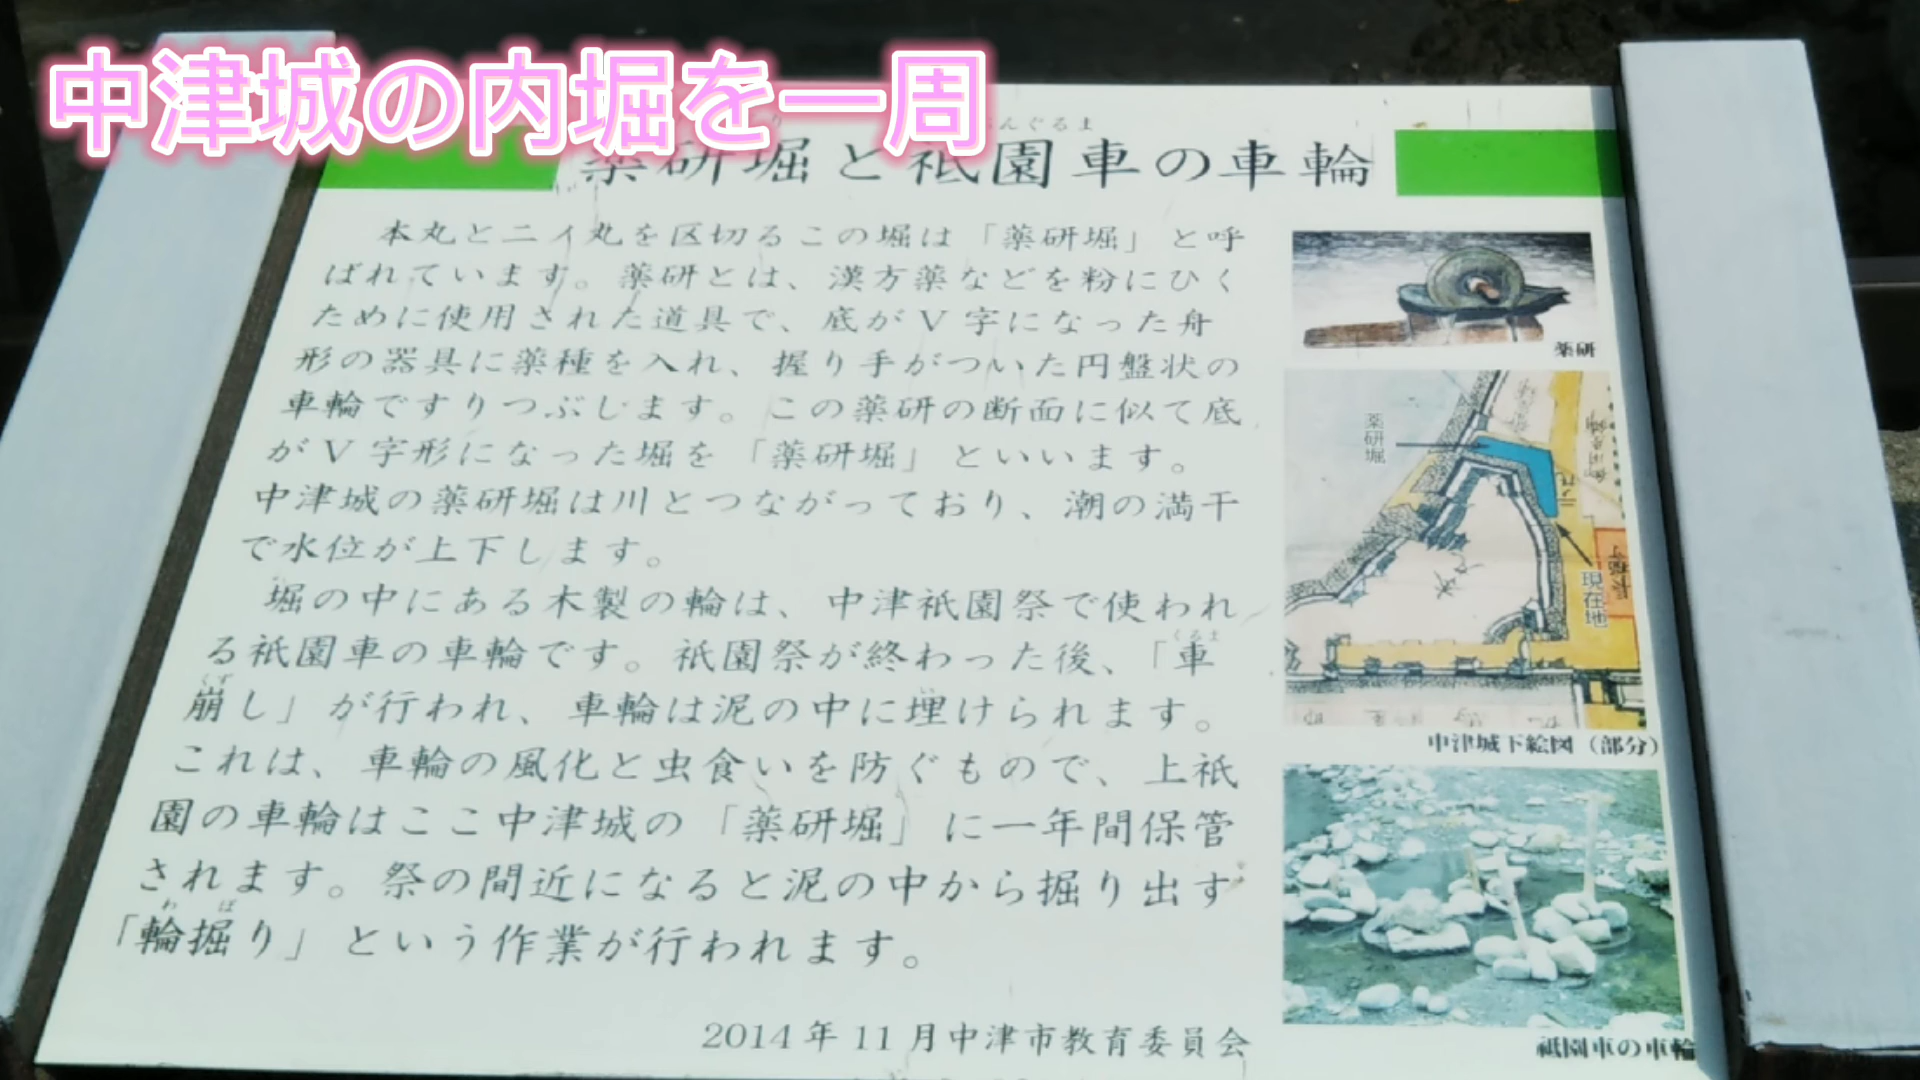 中津城の内堀を一周
薬研堀と祇園車の車輪
本丸と二ノ丸を区切るこの堀は「薬研堀」と呼
ばれています。薬研とは、漢方薬などを粉にひく
ために使用された道具で、底がV字になった舟
形の器具に薬種を入れ、握り手がついた円盤状の
車輪ですりつぶします。この薬研の断面に似て底
がV字形になった堀を「薬研堀」といいます。
中津城の薬研堀は川とつながっており、潮の満干
で水位が上下します。
堀の中にある木製の輪は、中津祇園祭で使われ
くるま
る祇園車の車輪です。祇園祭が終わった後、「車
くず
崩し」が行われ、車輪は泥の中に埋けられます。
これは、車輪の風化と虫食いを防ぐもので、上祇
園の車輪はここ中津城の「薬研堀」に一年間保管
されます。祭の間近になると泥の中から掘り出す
わ ば
「輪掘り」という作業が行われます。
2014年11月中津市教育委員会
薬研
薬研堀
現在地
中津城下絵図（部分）
祇園車の車輪